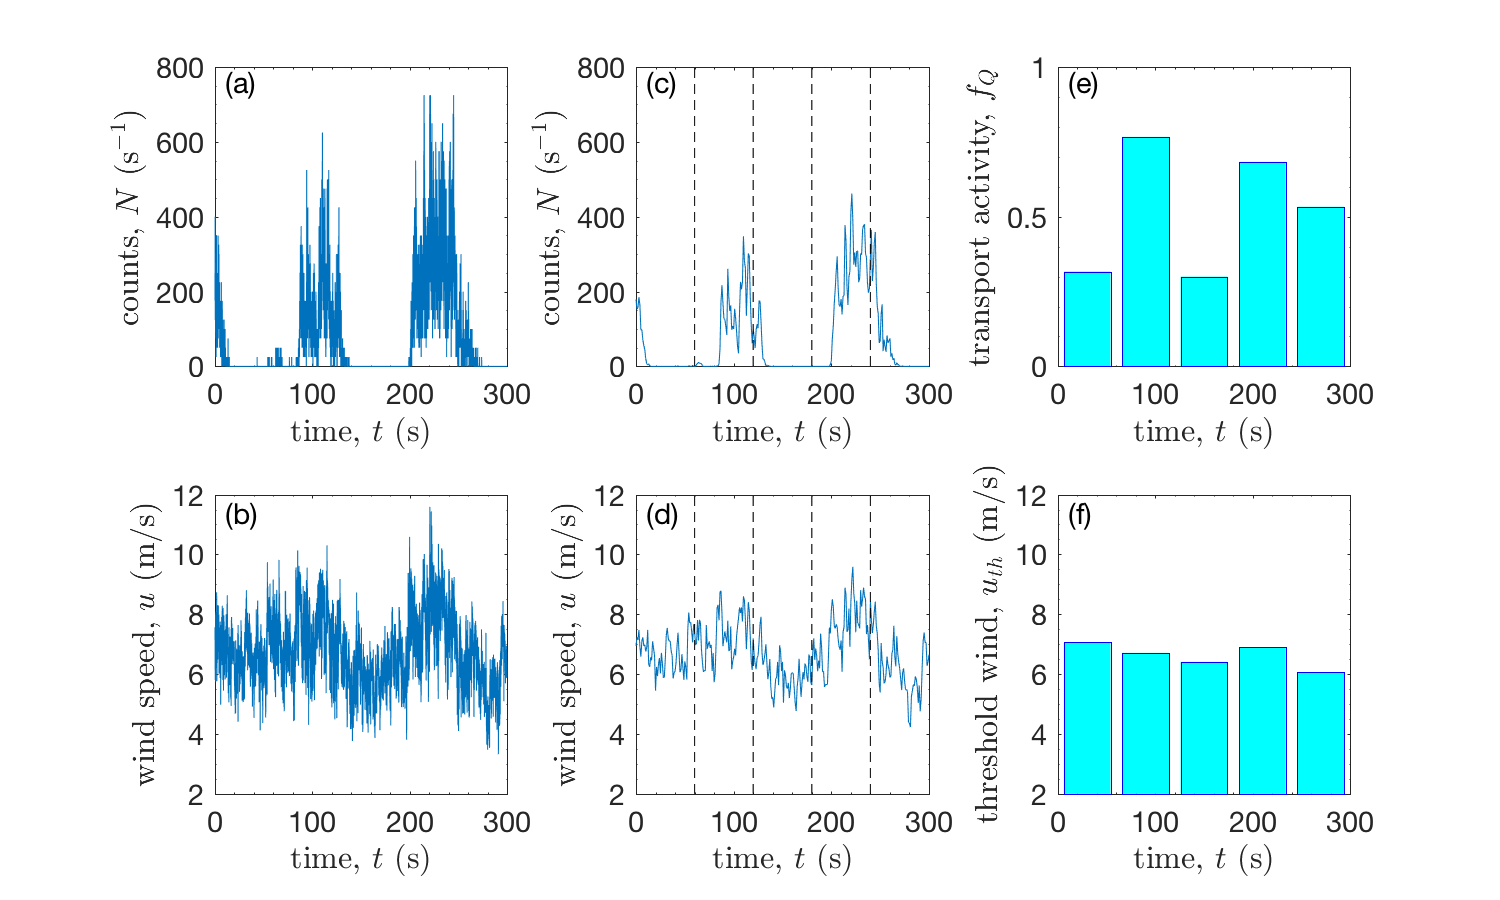 (a)
800
600
400
200
0
0 100 200 300
counts, N (s⁻¹)
time, t (s)
(c)
800
600
400
200
0
0 100 200 300
counts, N (s⁻¹)
time, t (s)
(e)
1
0.5
0
0 100 200 300
transport activity, f_Q
time, t (s)
(b)
12
10
8
6
4
2
0 100 200 300
wind speed, u (m/s)
time, t (s)
(d)
12
10
8
6
4
2
0 100 200 300
wind speed, u (m/s)
time, t (s)
(f)
12
10
8
6
4
2
0 100 200 300
threshold wind, u_th (m/s)
time, t (s)